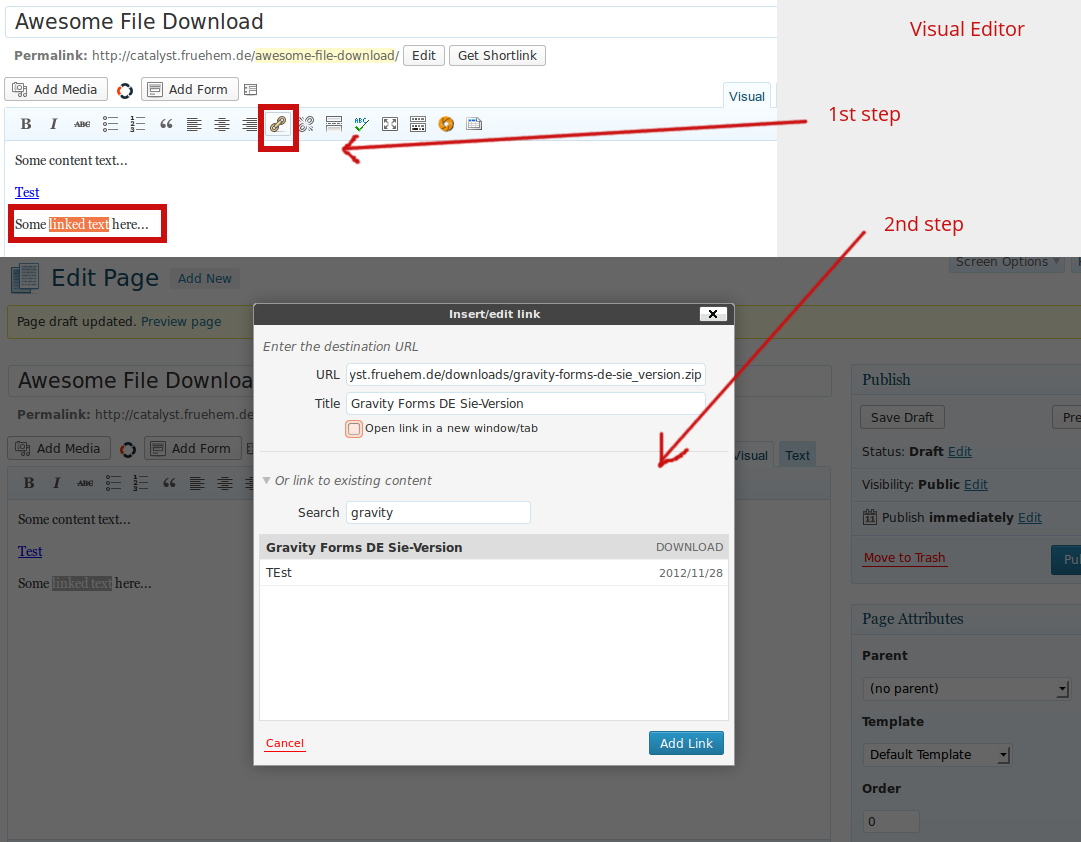 Awesome File Download
Visual Editor
Permalink: http://catalyst.fruehem.de/awesome-file-download/ Edit Get Shortlink
Add Media Add Form
Visual
1st step
B I ABC “ ABC
Some content text...
Test
Some linked text here...
2nd step
Screen Options
Edit Page Add New
Page draft updated. Preview page
Insert/edit link
Enter the destination URL
URL yst.fruehem.de/downloads/gravity-forms-de-sie_version.zip
Title Gravity Forms DE Sie-Version
Open link in a new window/tab
Or link to existing content
Search gravity
Gravity Forms DE Sie-Version DOWNLOAD
TEst 2012/11/28
Cancel Add Link
Awesome File Downloa
Permalink: http://catalyst.fruehem.de
Add Media Add Form
Visual Text
B I ABC “
Some content text...
Test
Some linked text here...
Publish
Save Draft Pre
Status: Draft Edit
Visibility: Public Edit
11 Publish immediately Edit
Move to Trash Pul
Page Attributes
Parent
(no parent)
Template
Default Template
Order
0